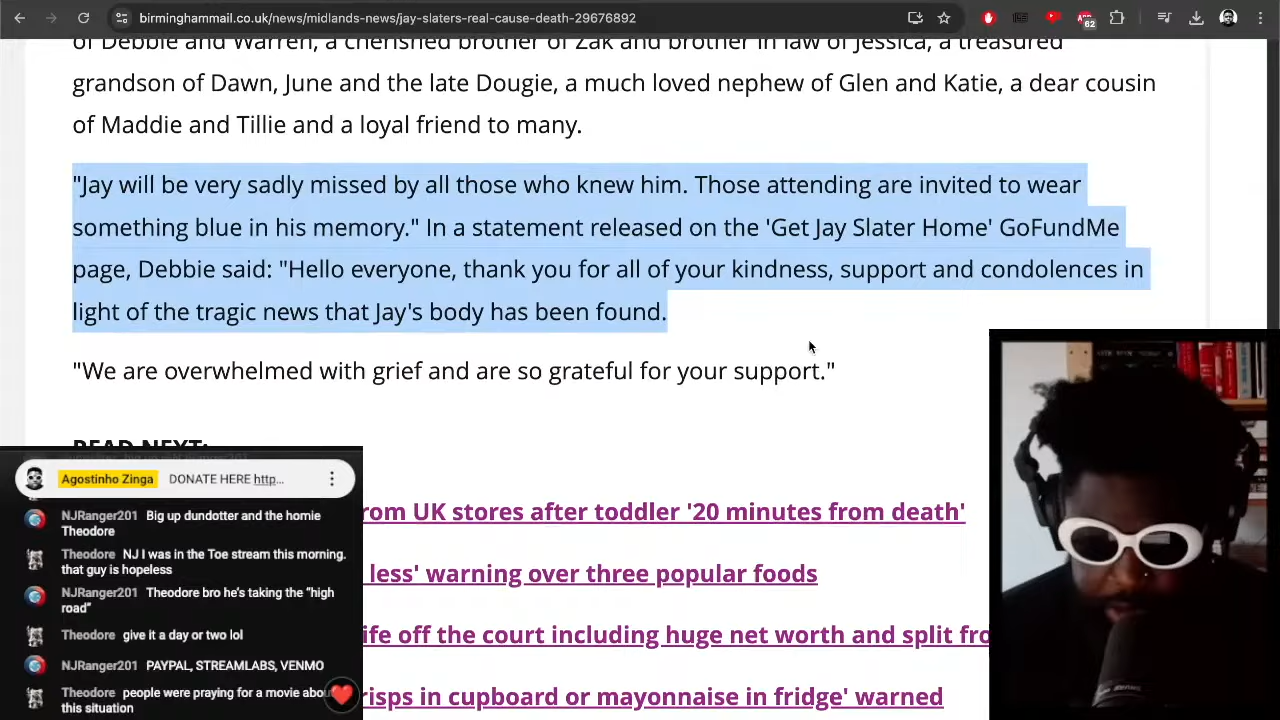 birminghammail.co.uk/news/midlands-news/jay-slaters-real-cause-death-29676892
62
of Debbie and Warren, a cherished brother of Zak and brother in law of Jessica, a treasured
grandson of Dawn, June and the late Dougie, a much loved nephew of Glen and Katie, a dear cousin
of Maddie and Tillie and a loyal friend to many.
"Jay will be very sadly missed by all those who knew him. Those attending are invited to wear
something blue in his memory." In a statement released on the 'Get Jay Slater Home' GoFundMe
page, Debbie said: "Hello everyone, thank you for all of your kindness, support and condolences in
light of the tragic news that Jay's body has been found.
"We are overwhelmed with grief and are so grateful for your support."
READ NEXT:
rom UK stores after toddler '20 minutes from death'
less' warning over three popular foods
ife off the court including huge net worth and split fro
risps in cupboard or mayonnaise in fridge' warned
Agostinho Zinga DONATE HERE http...
NJRanger201 Big up dundotter and the homie
Theodore
Theodore NJ I was in the Toe stream this morning.
that guy is hopeless
NJRanger201 Theodore bro he's taking the "high
road"
Theodore give it a day or two lol
NJRanger201 PAYPAL, STREAMLABS, VENMO
Theodore people were praying for a movie abou
this situation